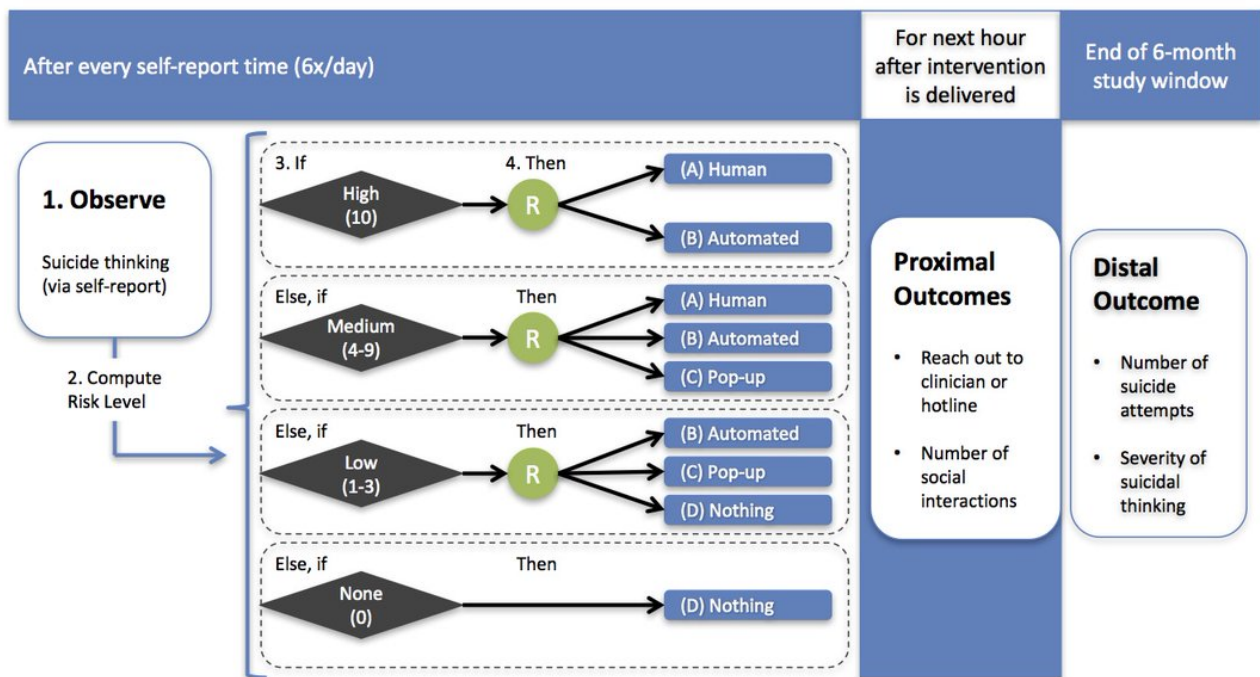 After every self-report time (6x/day)
For next hour
after intervention
is delivered
End of 6-month
study window
1. Observe
Suicide thinking
(via self-report)
2. Compute
Risk Level
3. If
4. Then
High
(10)
R
(A) Human
(B) Automated
Else, if
Then
Medium
(4-9)
R
(A) Human
(B) Automated
(C) Pop-up
Else, if
Then
Low
(1-3)
R
(B) Automated
(C) Pop-up
(D) Nothing
Else, if
Then
None
(0)
(D) Nothing
Proximal
Outcomes
• Reach out to
clinician or
hotline
• Number of
social
interactions
Distal
Outcome
• Number of
suicide
attempts
• Severity of
suicidal
thinking